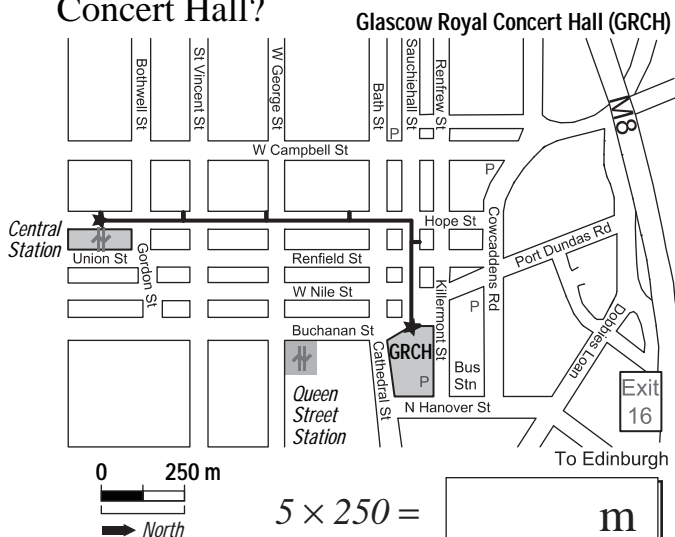 Concert Hall?
Glascow Royal Concert Hall (GRCH)
Bothwell St
St Vincent St
W George St
Bath St
Sauchiehall St
Renfrew St
M8
P
W Campbell St
P
Central
Station
Hope St
Cowcaddens Rd
Port Dundas Rd
Union St
Gordon St
Renfield St
W Nile St
Killermont St
P
Dobbies Loan
Buchanan St
Cathedral St
GRCH
P
Bus
Stn
Exit
16
Queen
Street
Station
N Hanover St
To Edinburgh
0 250 m
North
5 × 250 =
m